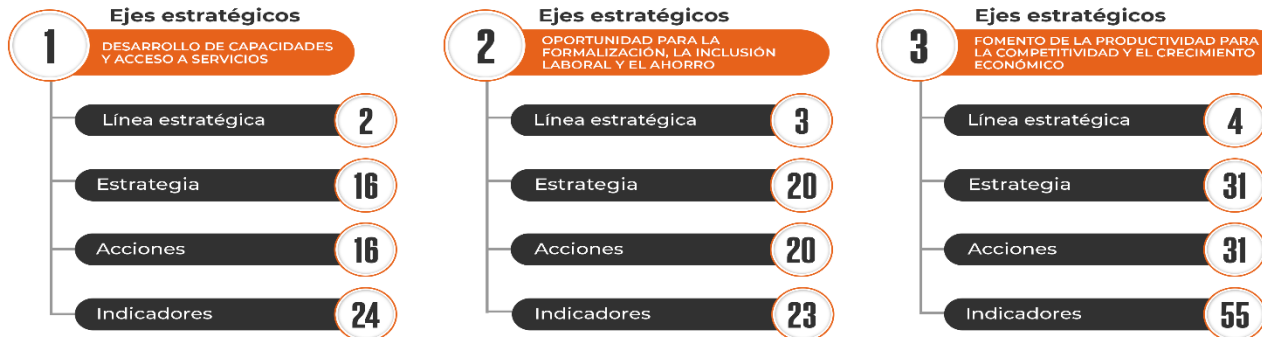 Ejes estratégicos
1
DESARROLLO DE CAPACIDADES
Y ACCESO A SERVICIOS
Línea estratégica 2
Estrategia 16
Acciones 16
Indicadores 24
Ejes estratégicos
2
OPORTUNIDAD PARA LA
FORMALIZACIÓN, LA INCLUSIÓN
LABORAL Y EL AHORRO
Línea estratégica 3
Estrategia 20
Acciones 20
Indicadores 23
Ejes estratégicos
3
FOMENTO DE LA PRODUCTIVIDAD PARA
LA COMPETITIVIDAD Y EL CRECIMIENTO
ECONÓMICO
Línea estratégica 4
Estrategia 31
Acciones 31
Indicadores 55